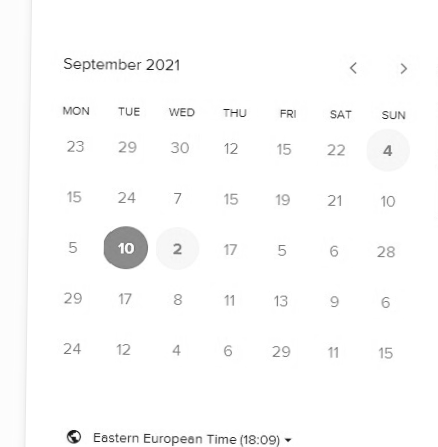 September 2021
MON TUE WED THU FRI SAT SUN
23 29 30 12 15 22 4
15 24 7 15 19 21 10
5 10 2 17 5 6 28
29 17 8 11 13 9 6
24 12 4 6 29 11 15
Eastern European Time (18:09)